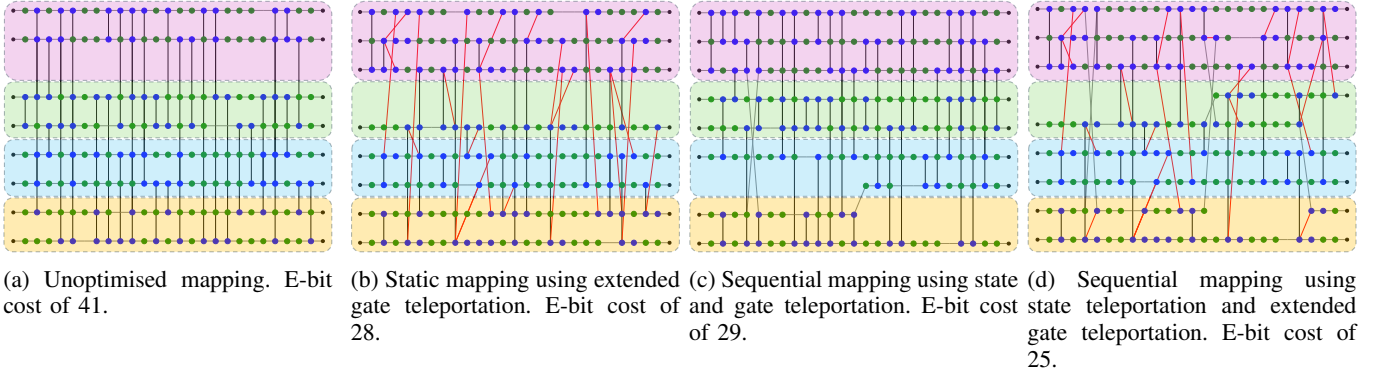 (a) Unoptimised mapping. E-bit
cost of 41.
(b) Static mapping using extended
gate teleportation. E-bit cost of
28.
(c) Sequential mapping using state
and gate teleportation. E-bit cost
of 29.
(d) Sequential mapping using
state teleportation and extended
gate teleportation. E-bit cost of
25.